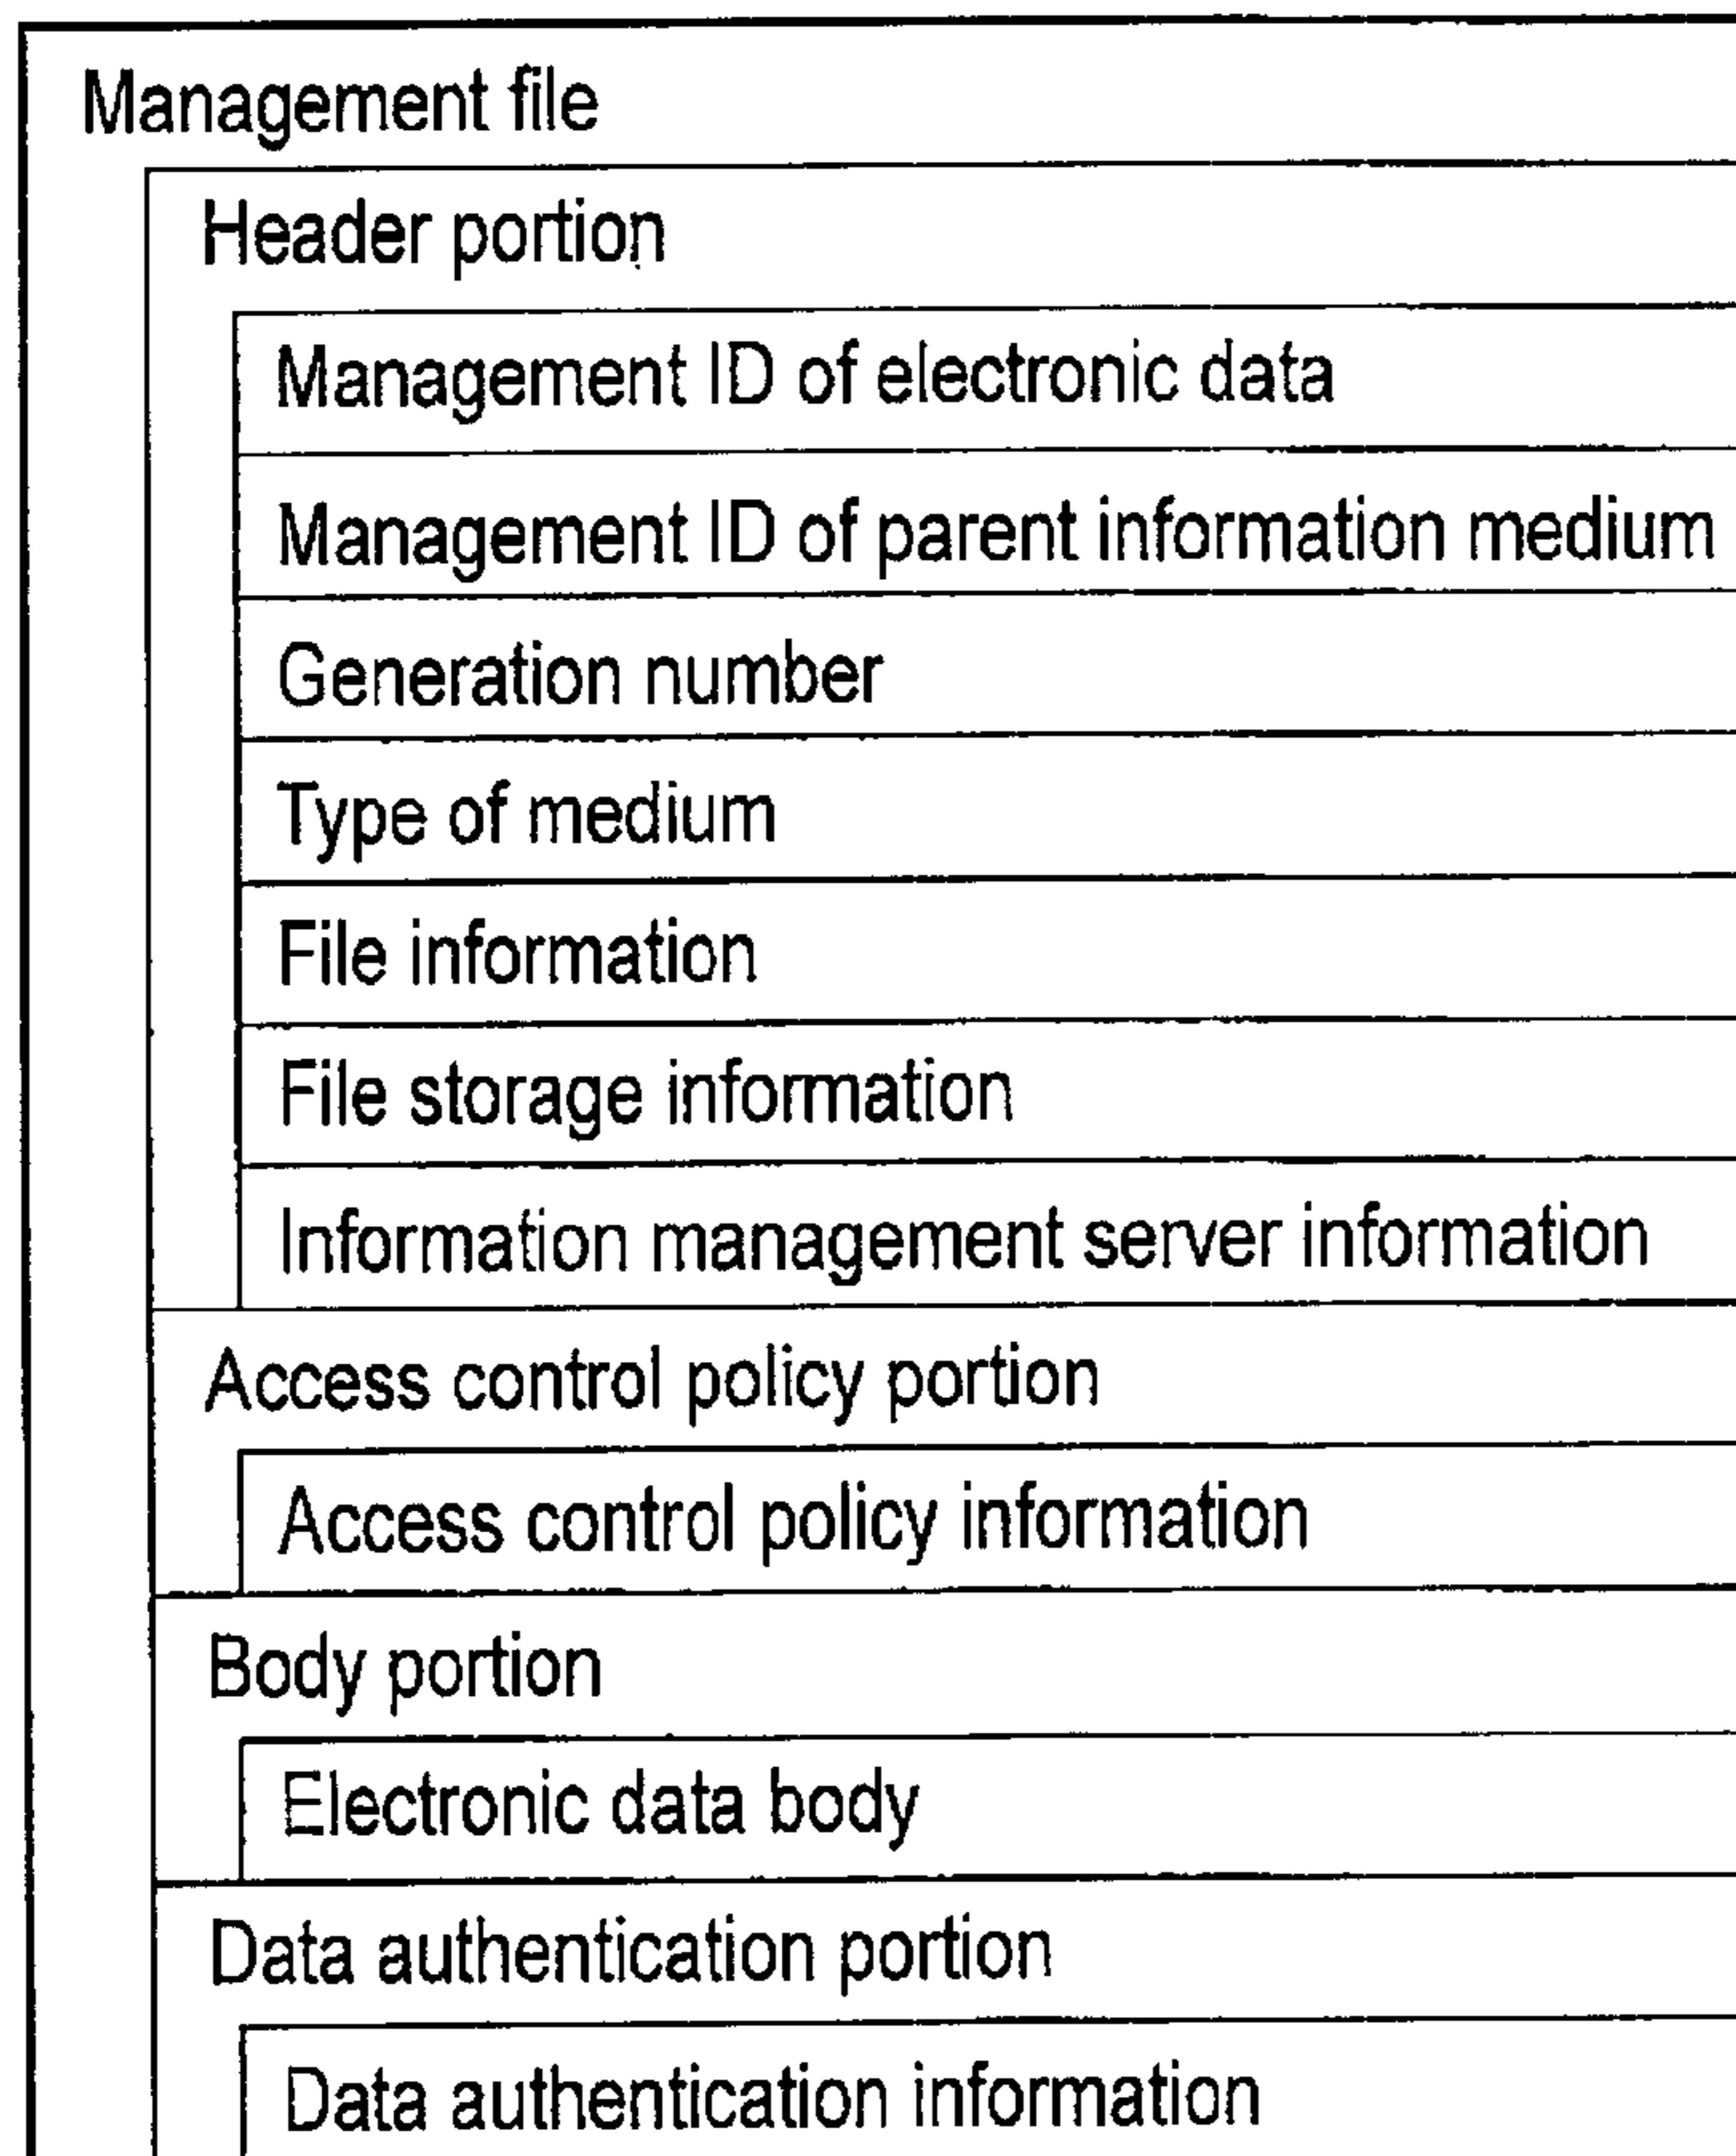 Management file
Header portion
Management ID of electronic data
Management ID of parent information medium
Generation number
Type of medium
File information
File storage information
Information management server information
Access control policy portion
Access control policy information
Body portion
Electronic data body
Data authentication portion
Data authentication information